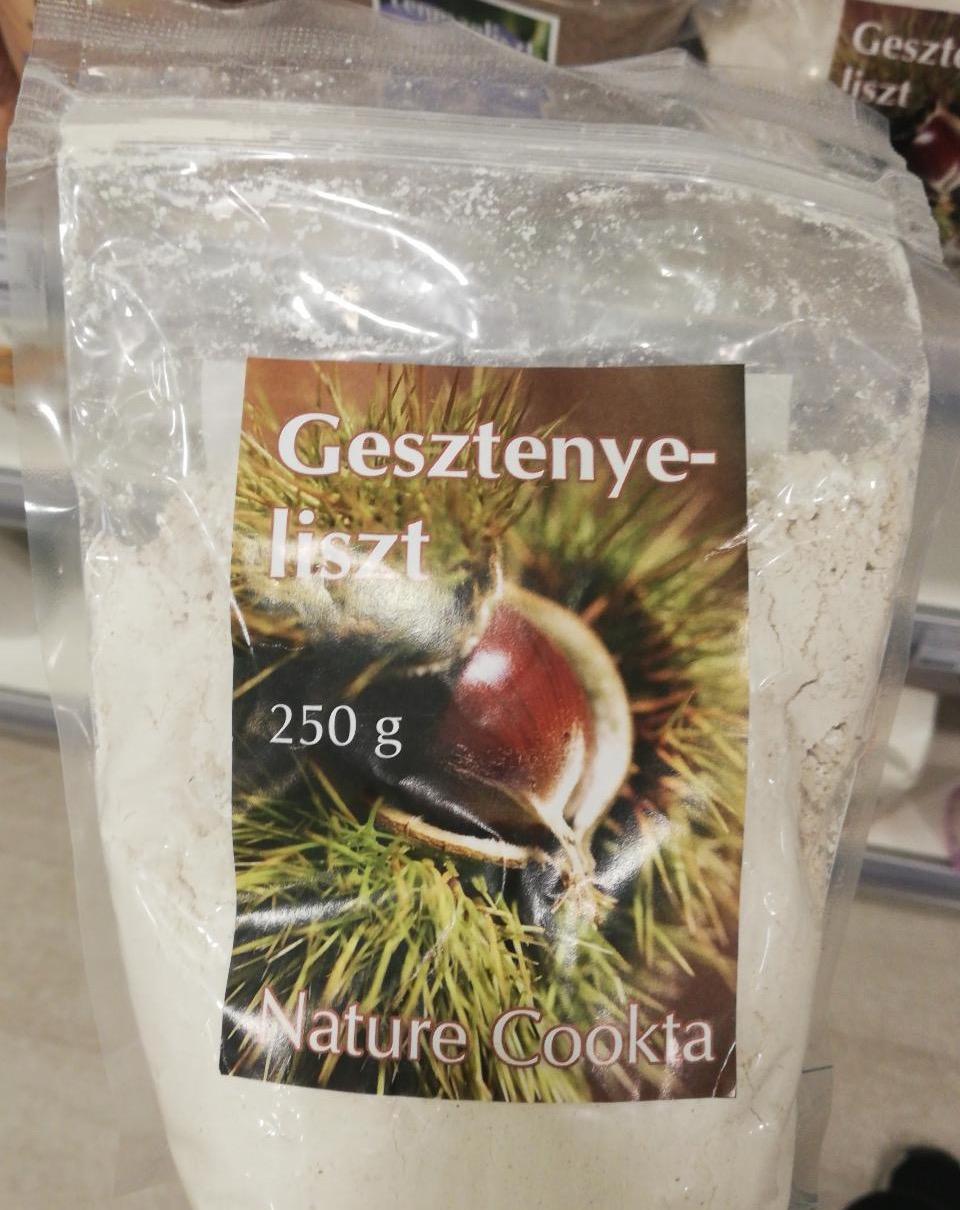 Gesztenye-
liszt
250 g
Nature Cookta
Geszte
liszt